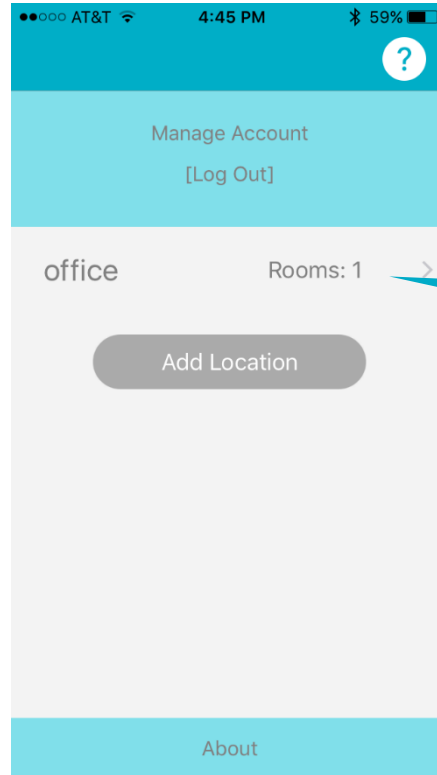 AT&T 4:45 PM 59%
?
Manage Account
[Log Out]
office Rooms: 1 >
Add Location
About